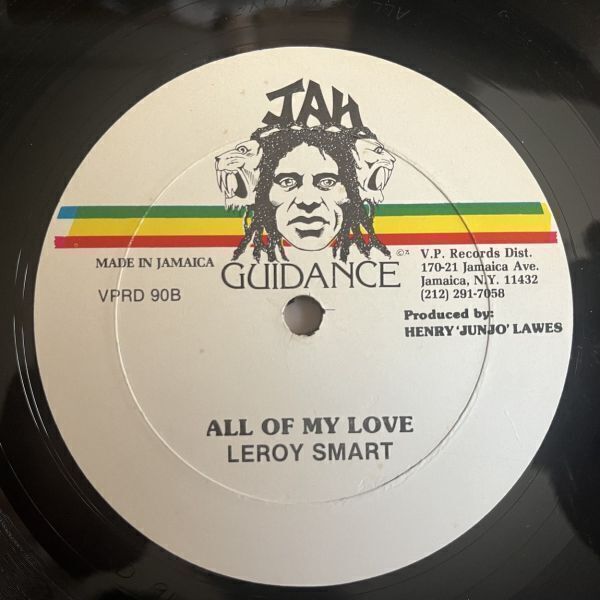 JAH
GUIDANCE
MADE IN JAMAICA
VPRD 90B
V.P. Records Dist.
170-21 Jamaica Ave.
Jamaica, N.Y. 11432
(212) 291-7058
Produced by:
HENRY 'JUNJO' LAWES
ALL OF MY LOVE
LEROY SMART